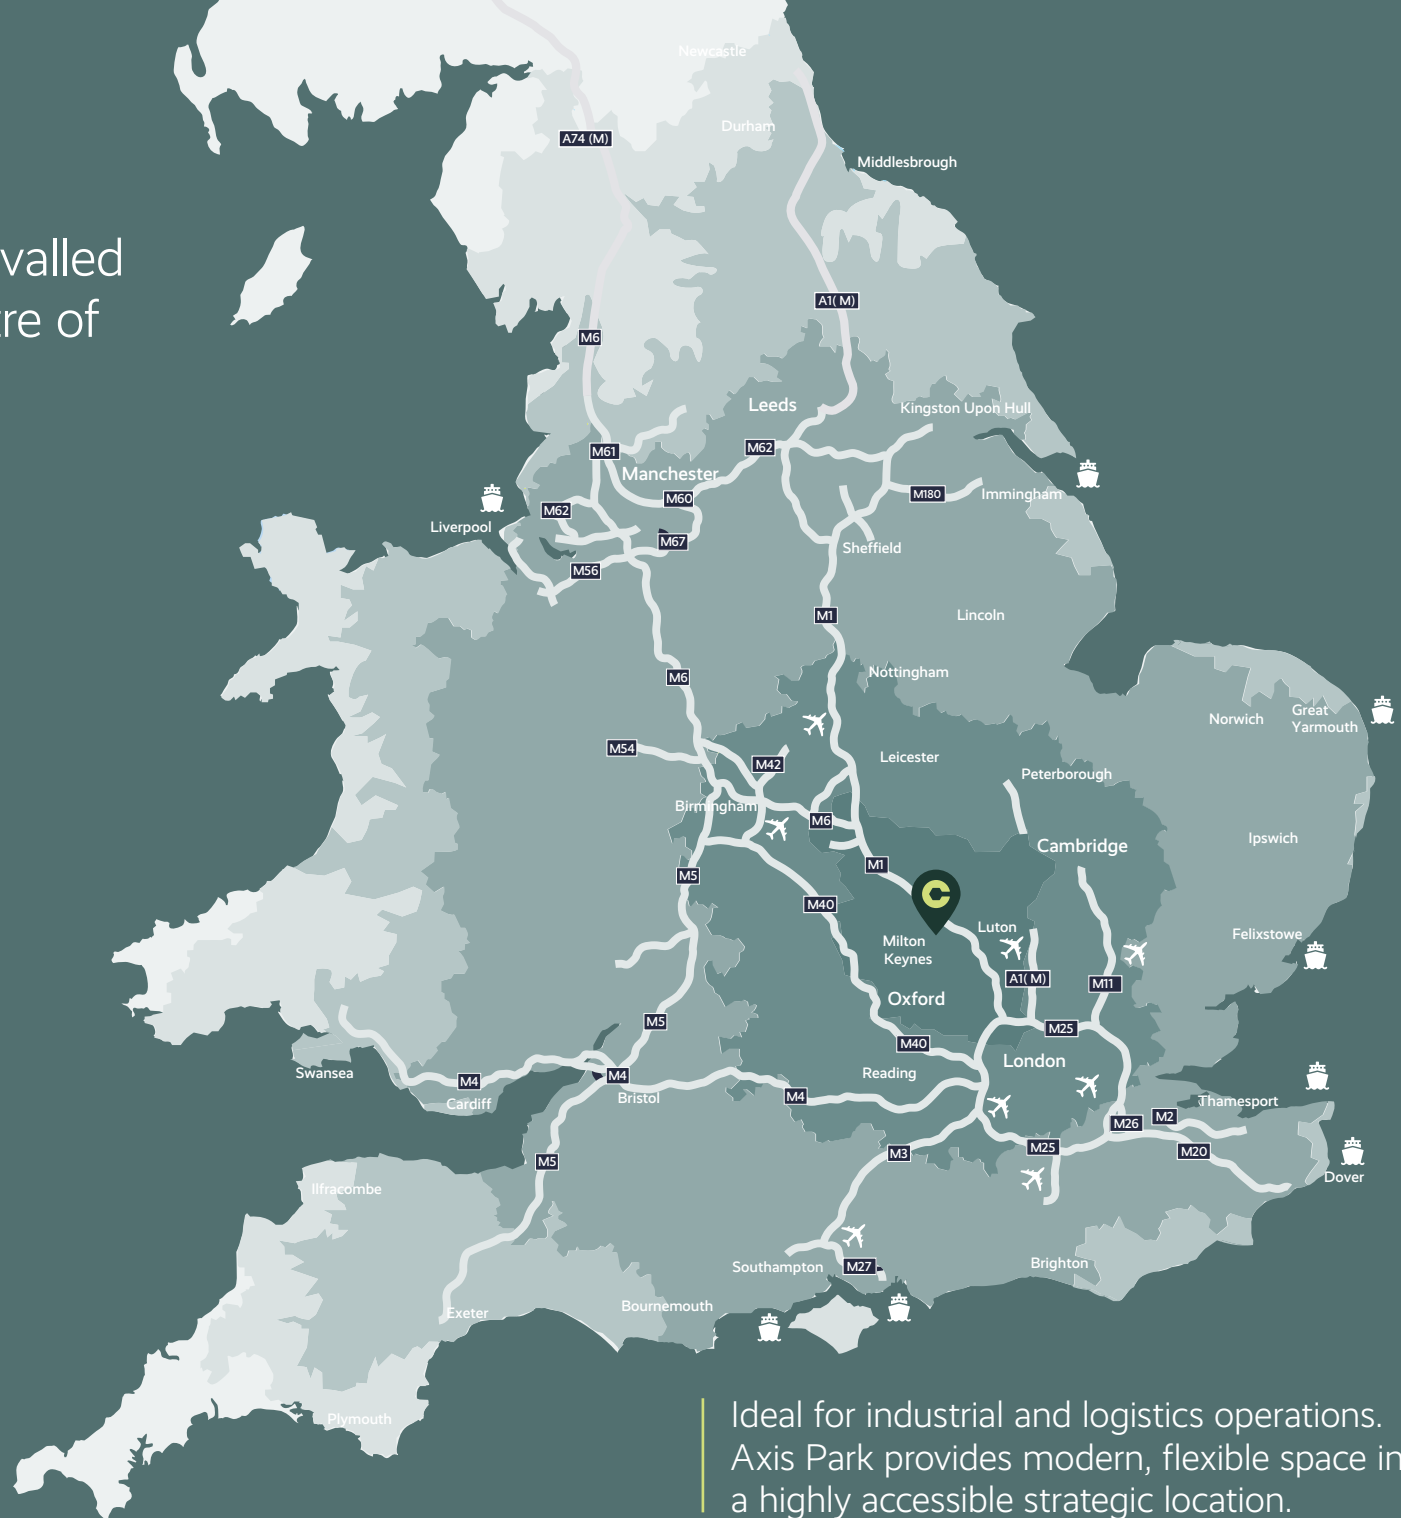 Newcastle
Durham
A74 (M)
Middlesbrough
valled
tre of
A1( M)
M6
Leeds
Kingston Upon Hull
M61
M62
Manchester
M60
M180
Immingham
M62
Liverpool
M67
Sheffield
M56
M1
Lincoln
M6
Nottingham
Norwich
Great
Yarmouth
M54
M42
Leicester
Peterborough
Birmingham
M6
Ipswich
Cambridge
M1
M5
M40
C
Luton
Felixstowe
Milton
Keynes
A1( M)
M11
Oxford
M5
M25
M40
London
Swansea
M4
M4
Reading
Cardiff
Bristol
M4
Thamesport
M2
M26
M25
M3
M20
M5
Dover
Ilfracombe
Southampton
M27
Brighton
Exeter
Bournemouth
Plymouth
Ideal for industrial and logistics operations.
Axis Park provides modern, flexible space in
a highly accessible strategic location.